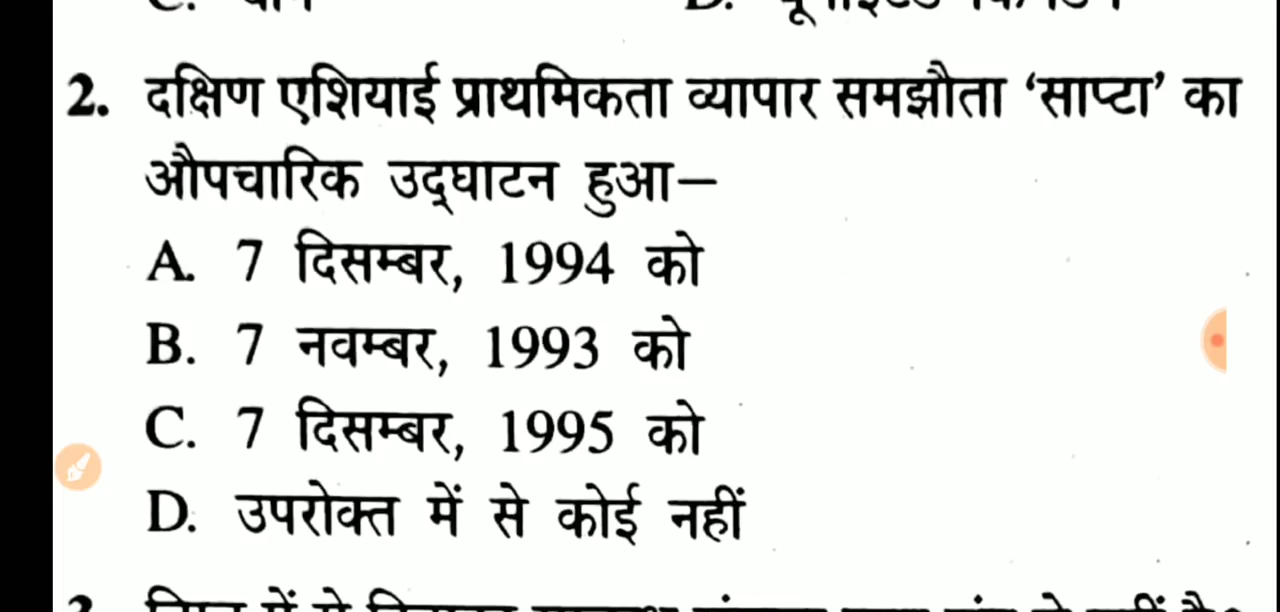 2. दक्षिण एशियाई प्राथमिकता व्यापार समझौता ‘साप्टा’ का
औपचारिक उद्घाटन हुआ—
A. 7 दिसम्बर, 1994 को
B. 7 नवम्बर, 1993 को
C. 7 दिसम्बर, 1995 को
D. उपरोक्त में से कोई नहीं